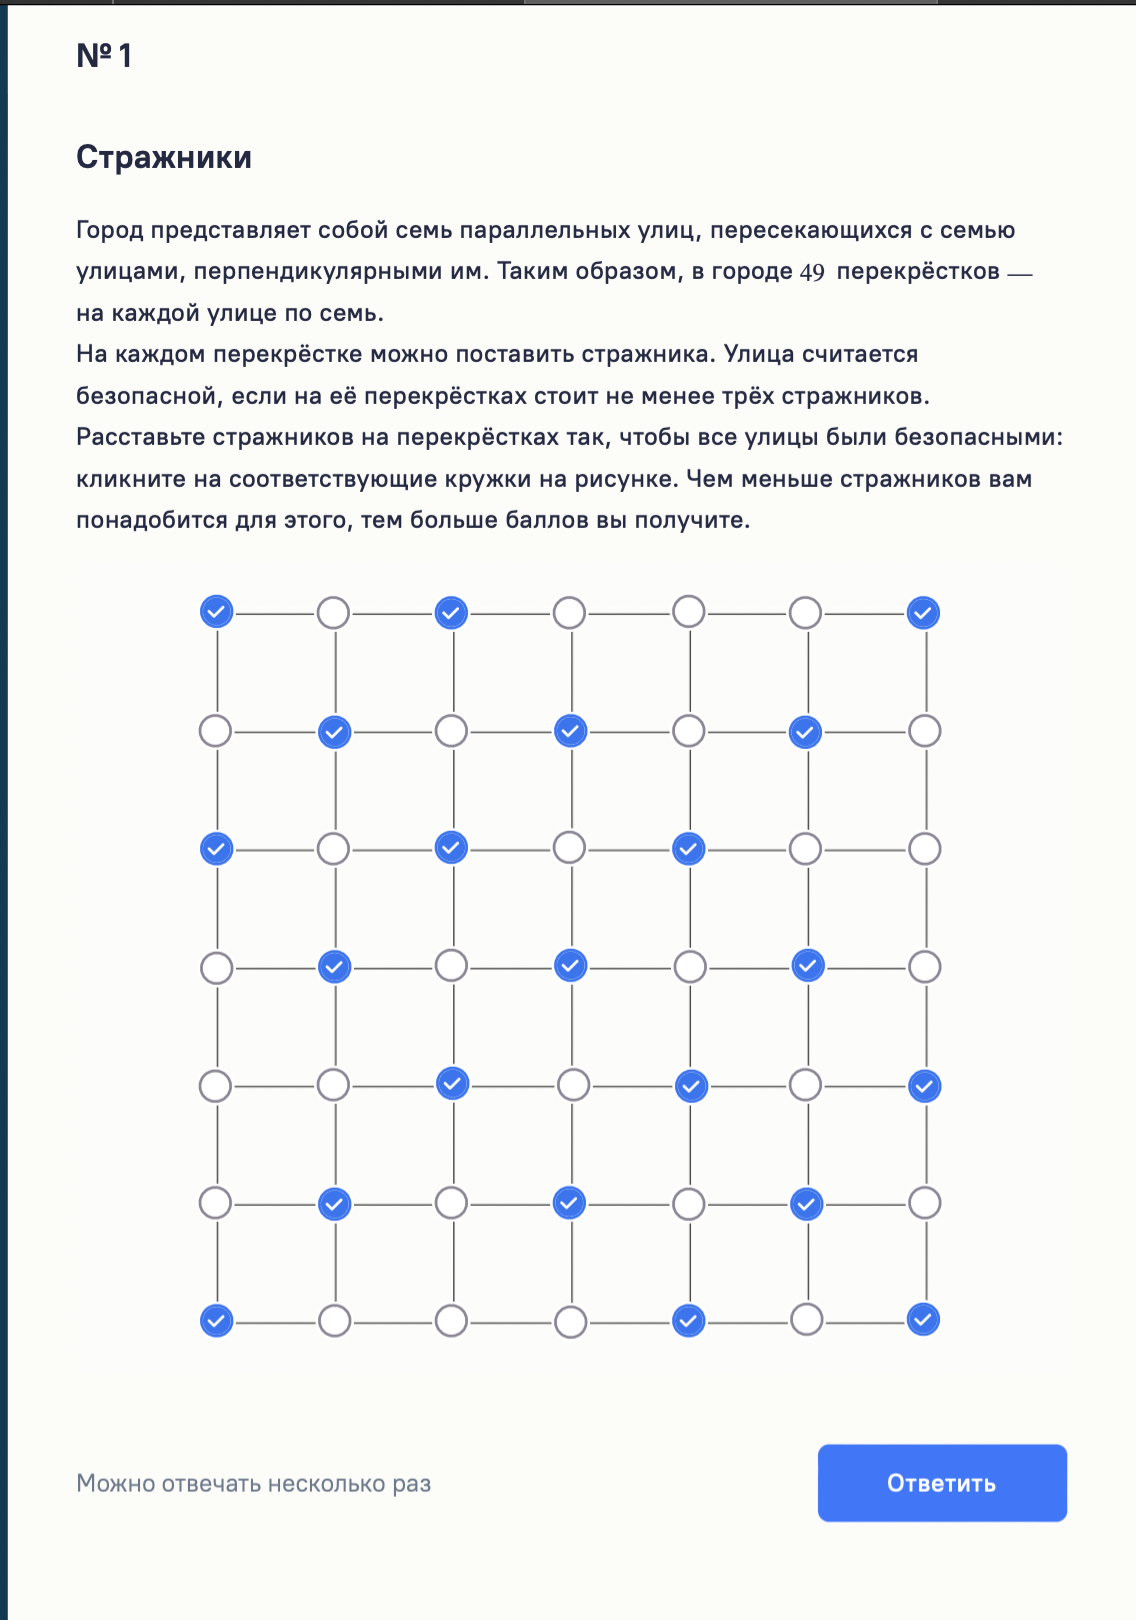 № 1
Стражники
Город представляет собой семь параллельных улиц, пересекающихся с семью
улицами, перпендикулярными им. Таким образом, в городе 49 перекрёстков —
на каждой улице по семь.
На каждом перекрёстке можно поставить стражника. Улица считается
безопасной, если на её перекрёстках стоит не менее трёх стражников.
Расставьте стражников на перекрёстках так, чтобы все улицы были безопасными:
кликните на соответствующие кружки на рисунке. Чем меньше стражников вам
понадобится для этого, тем больше баллов вы получите.
Можно отвечать несколько раз
Ответить